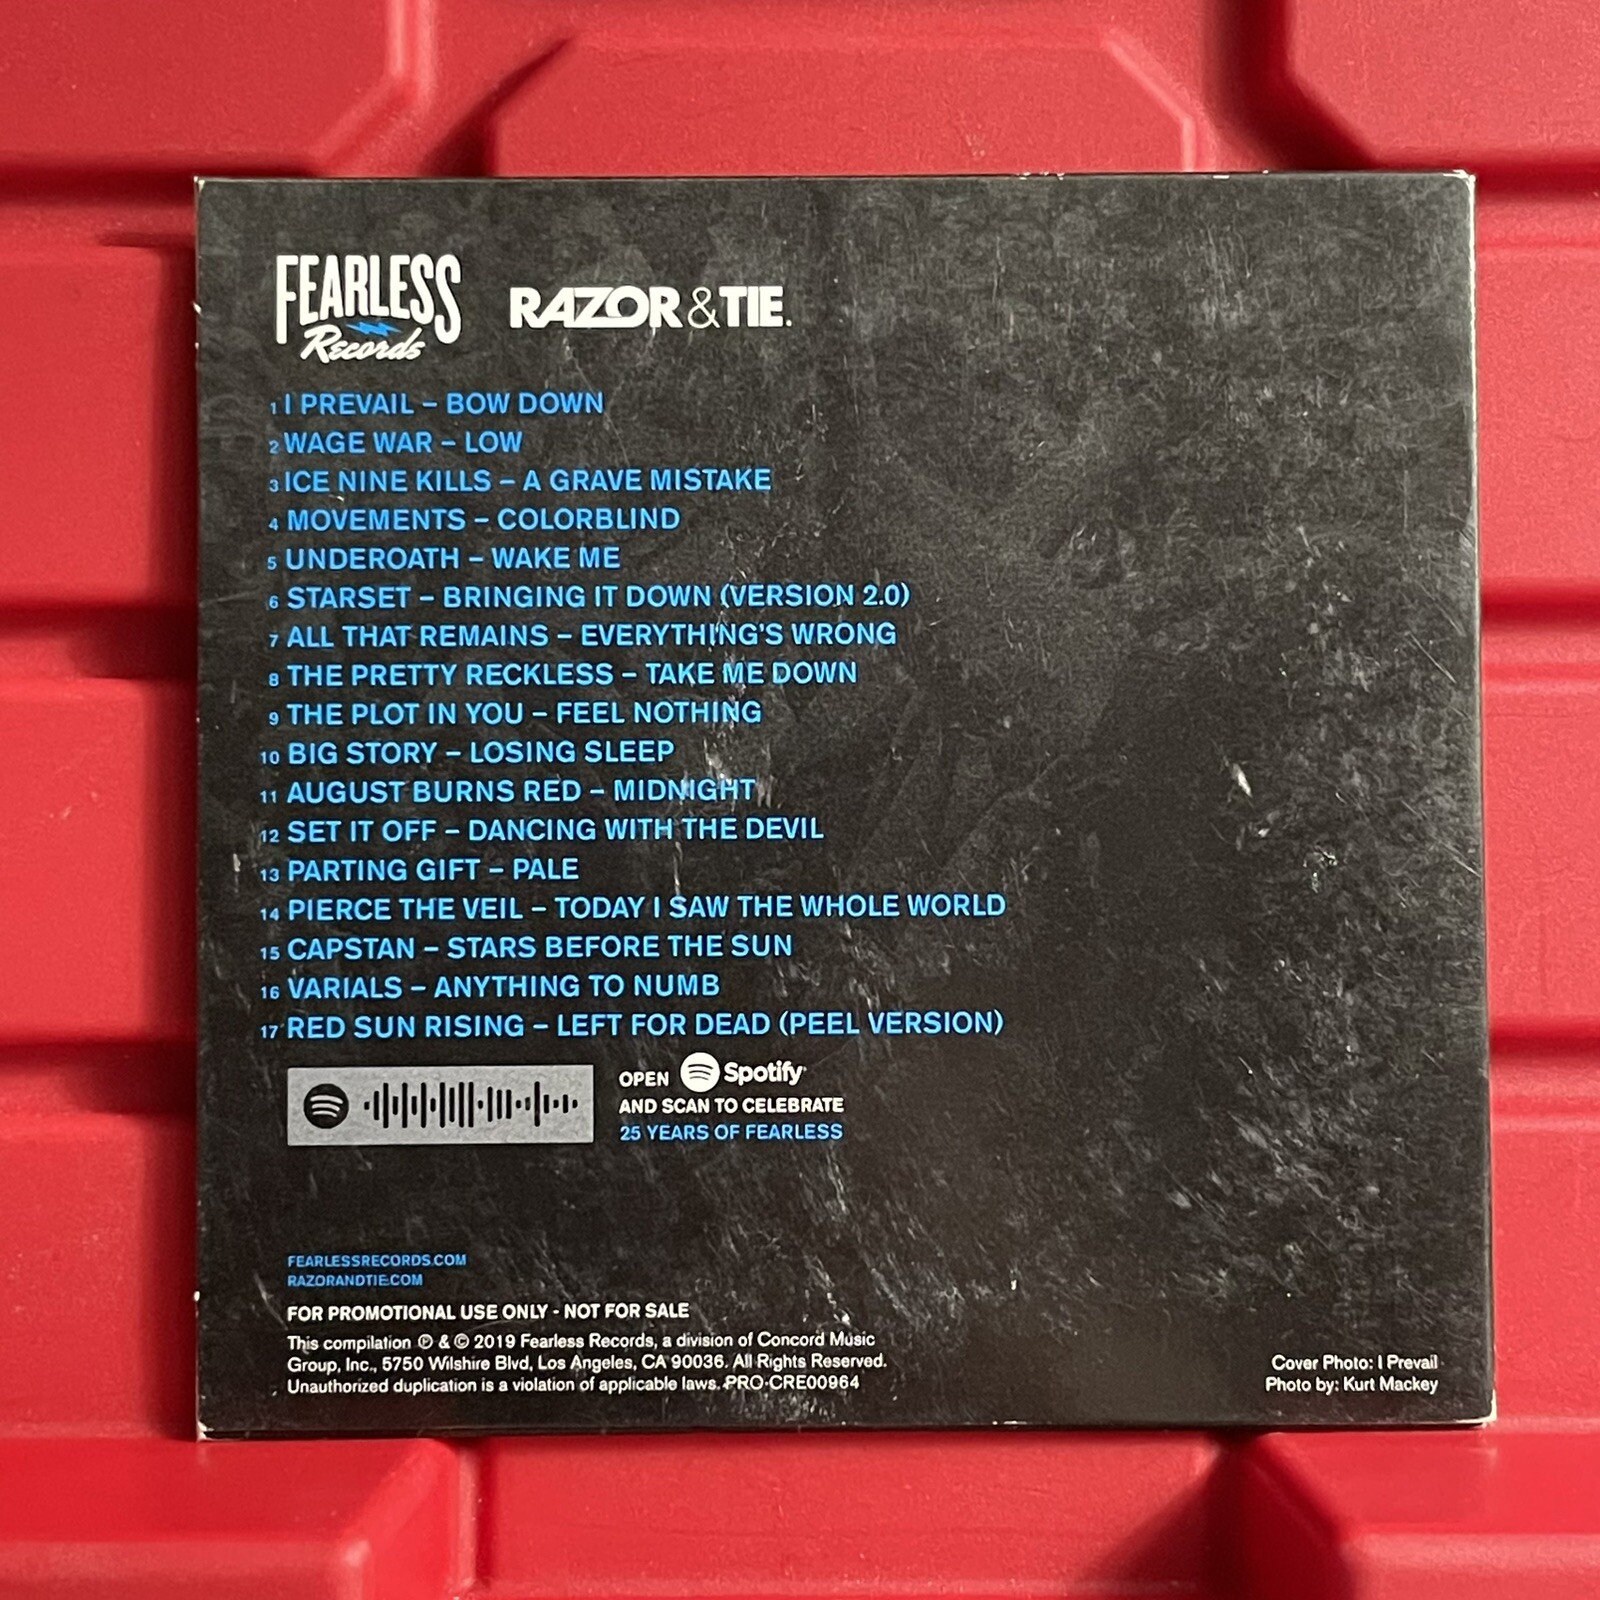 FEARLESS
Records
RAZOR & TIE.
1 I PREVAIL – BOW DOWN
2 WAGE WAR – LOW
3 ICE NINE KILLS – A GRAVE MISTAKE
4 MOVEMENTS – COLORBLIND
5 UNDEROATH – WAKE ME
6 STARSET – BRINGING IT DOWN (VERSION 2.0)
7 ALL THAT REMAINS – EVERYTHING'S WRONG
8 THE PRETTY RECKLESS – TAKE ME DOWN
9 THE PLOT IN YOU – FEEL NOTHING
10 BIG STORY – LOSING SLEEP
11 AUGUST BURNS RED – MIDNIGHT
12 SET IT OFF – DANCING WITH THE DEVIL
13 PARTING GIFT – PALE
14 PIERCE THE VEIL – TODAY I SAW THE WHOLE WORLD
15 CAPSTAN – STARS BEFORE THE SUN
16 VARIALS – ANYTHING TO NUMB
17 RED SUN RISING – LEFT FOR DEAD (PEEL VERSION)
OPEN Spotify
AND SCAN TO CELEBRATE
25 YEARS OF FEARLESS
FEARLESSRECORDS.COM
RAZORANDTIE.COM
FOR PROMOTIONAL USE ONLY - NOT FOR SALE
This compilation ℗ & © 2019 Fearless Records, a division of Concord Music
Group, Inc., 5750 Wilshire Blvd, Los Angeles, CA 90036. All Rights Reserved.
Unauthorized duplication is a violation of applicable laws. PRO-CRE00964
Cover Photo: I Prevail
Photo by: Kurt Mackey